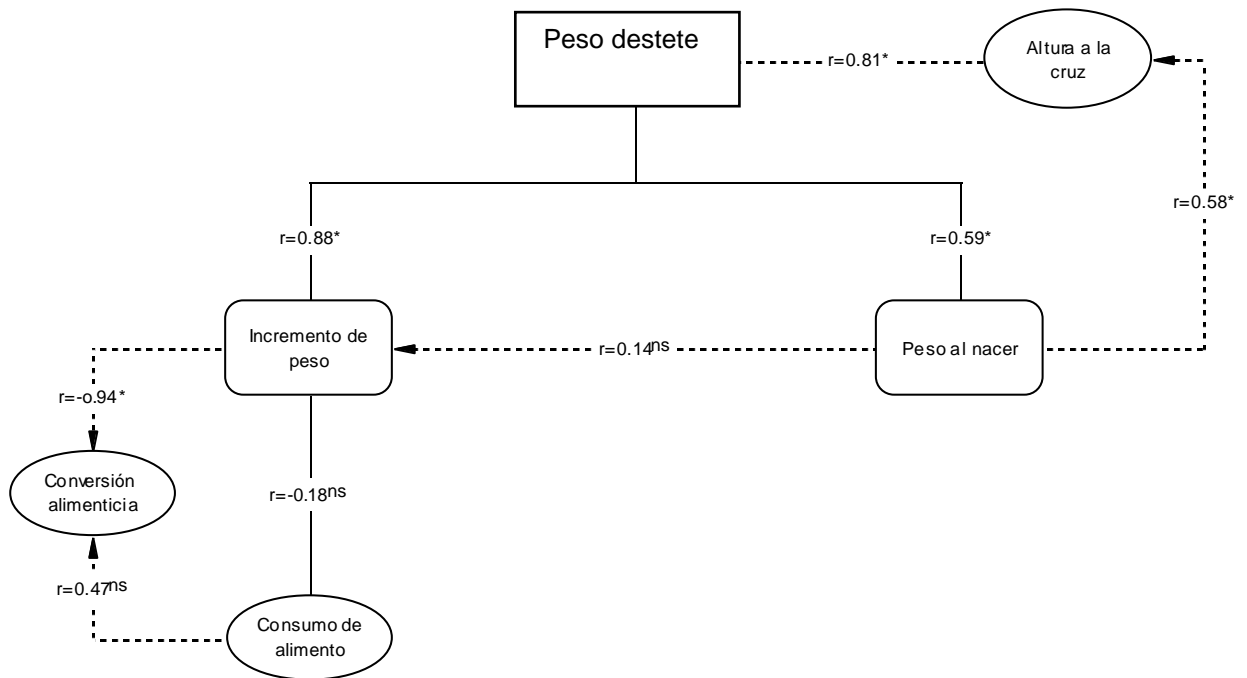 Peso destete
r=0.81*
Altura a la
cruz
r=0.58*
r=0.88*
r=0.59*
Incremento de
peso
r=0.14ns
Peso al nacer
r=-o.94*
Conversión
alimenticia
r=-0.18ns
r=0.47ns
Consumo de
alimento